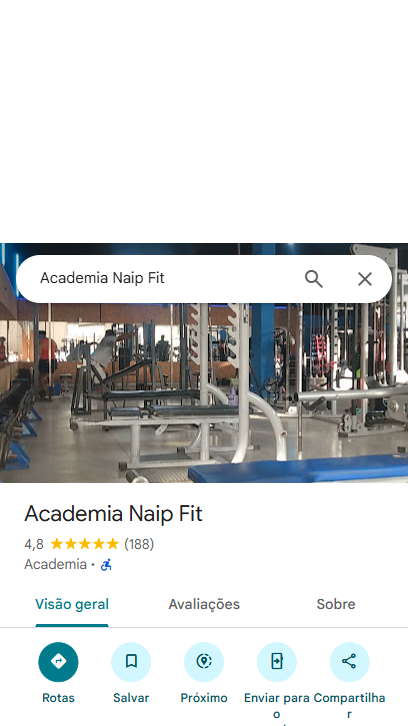 Academia Naip Fit
Academia Naip Fit
4,8 (188)
Academia ·
Visão geral Avaliações Sobre
Rotas Salvar Próximo Enviar para o Compartilhar